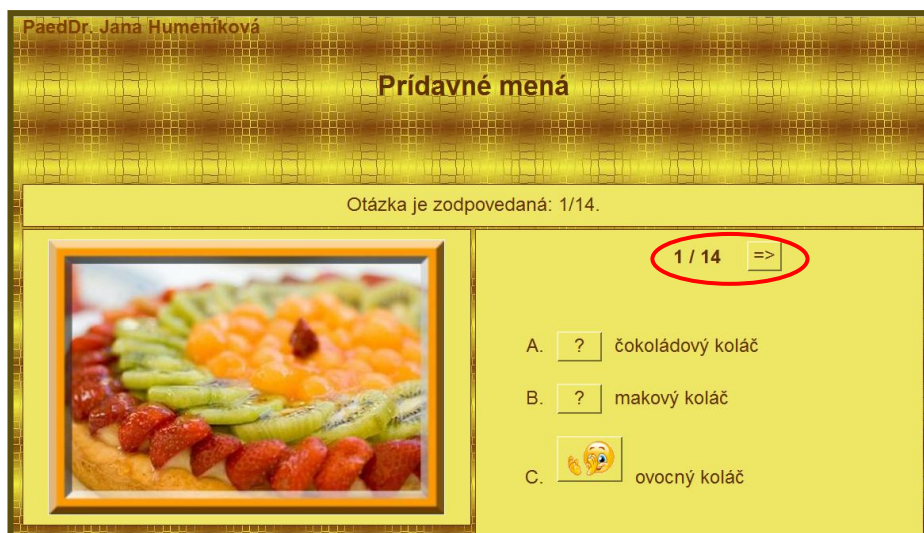 PaedDr. Jana Humeníková
Prídavné mená
Otázka je zodpovedaná: 1/14.
1 / 14 =>
A. ? čokoládový koláč
B. ? makový koláč
C. ovocný koláč